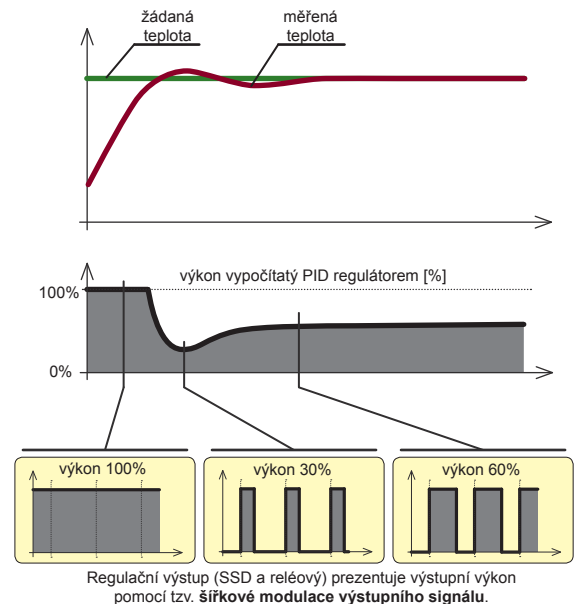 žádaná
teplota
měřená
teplota
výkon vypočítatý PID regulátorem [%]
100%
0%
výkon 100%
výkon 30%
výkon 60%
Regulační výstup (SSD a reléový) prezentuje výstupní výkon
pomocí tzv. šířkové modulace výstupního signálu.